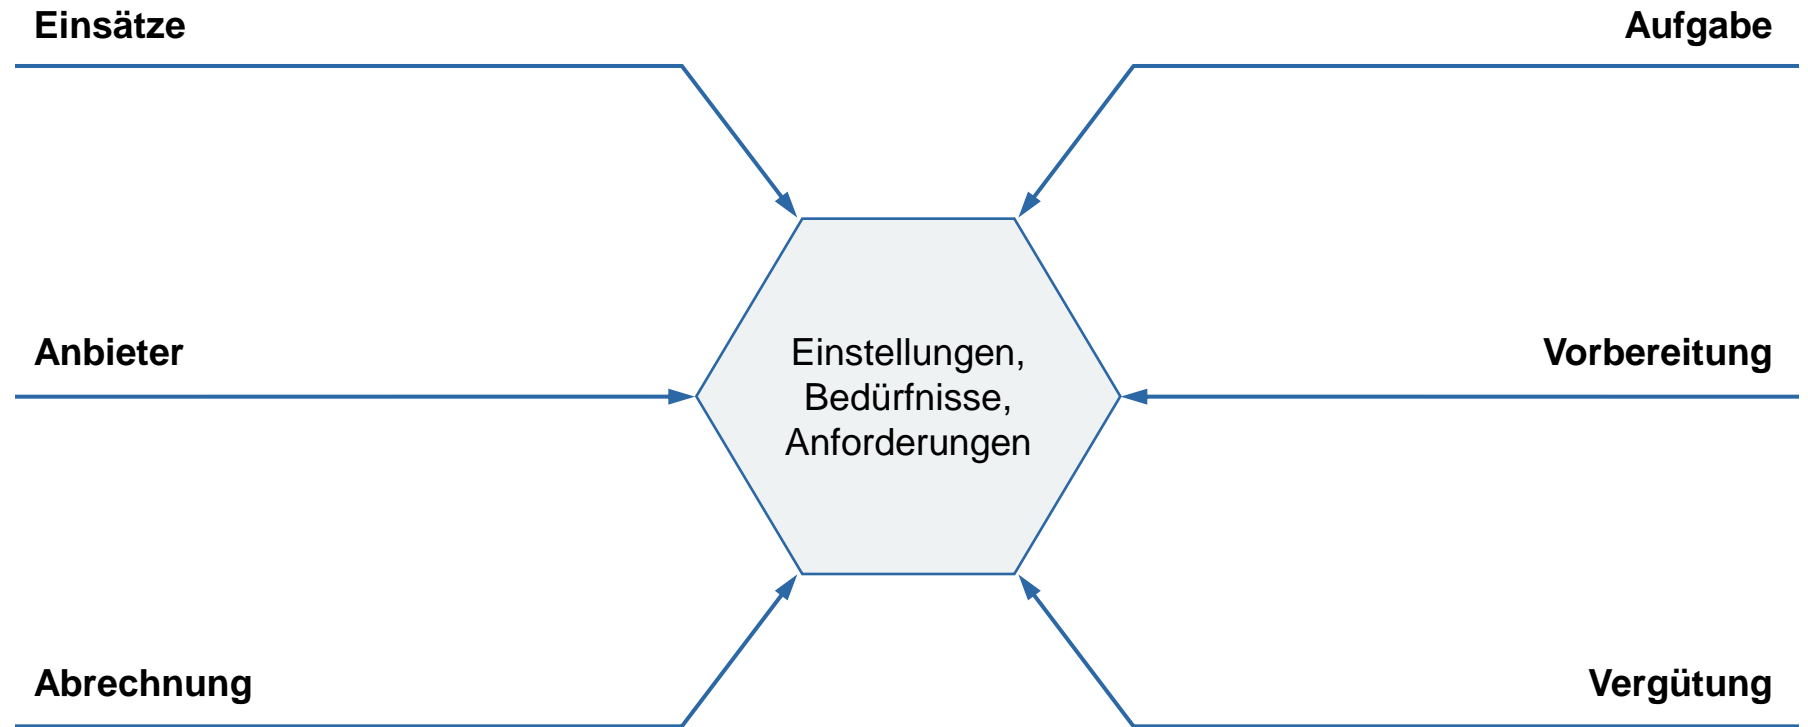 Einsätze
Aufgabe
Anbieter
Vorbereitung
Einstellungen,
Bedürfnisse,
Anforderungen
Abrechnung
Vergütung